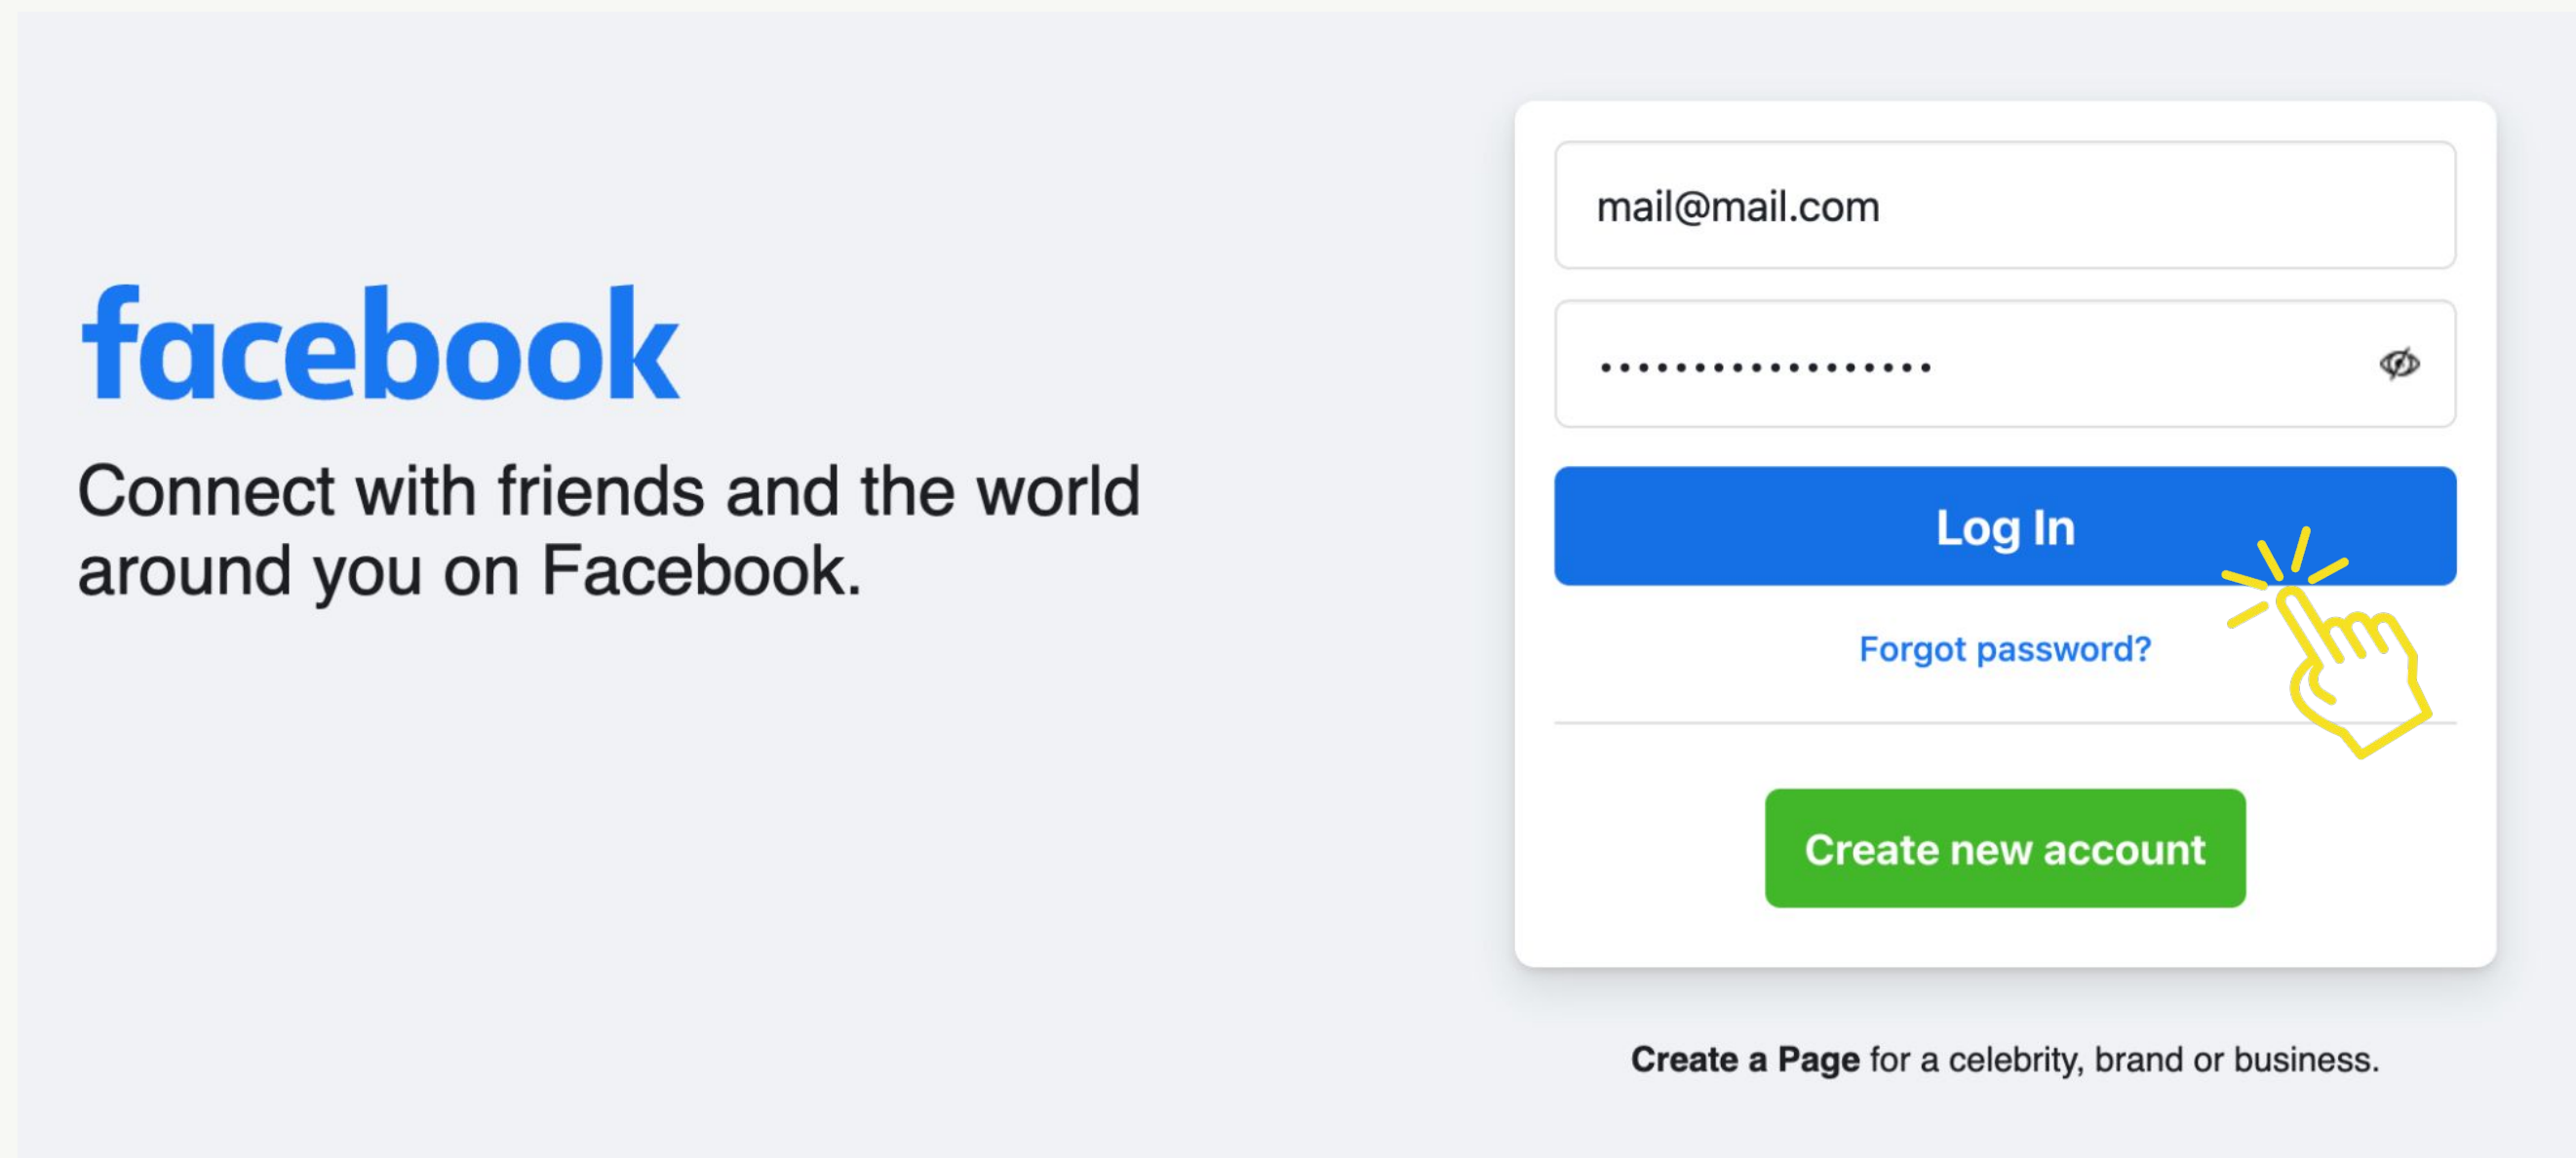 facebook
Connect with friends and the world
around you on Facebook.
mail@mail.com
••••••••••••••••••
Log In
Forgot password?
Create new account
Create a Page for a celebrity, brand or business.